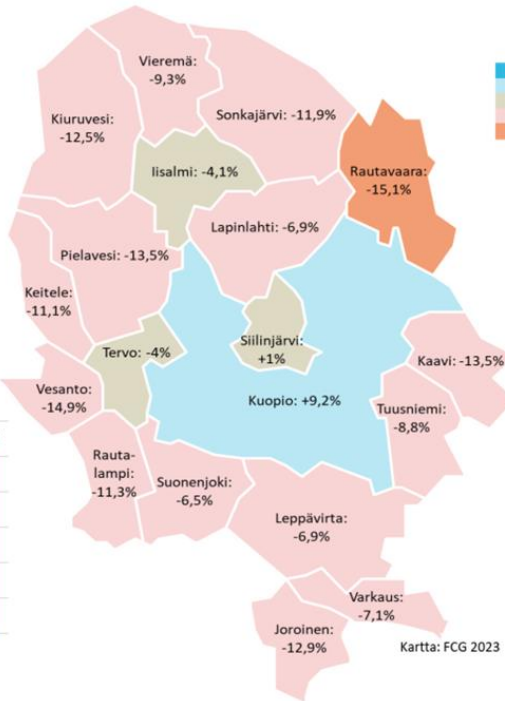 Vieremä:
-9,3%
Kiuruvesi:
-12,5%
Sonkajärvi: -11,9%
Iisalmi: -4,1%
Rautavaara:
-15,1%
Lapinlahti: -6,9%
Pielavesi: -13,5%
Keitele:
-11,1%
Siilinjärvi:
+1%
Tervo: -4%
Kaavi: -13,5%
Vesanto:
-14,9%
Kuopio: +9,2%
Tuusniemi:
-8,8%
Rauta-
lampi:
-11,3%
Suonenjoki:
-6,5%
Leppävirta:
-6,9%
Varkaus:
-7,1%
Joroinen:
-12,9%
Kartta: FCG 2023